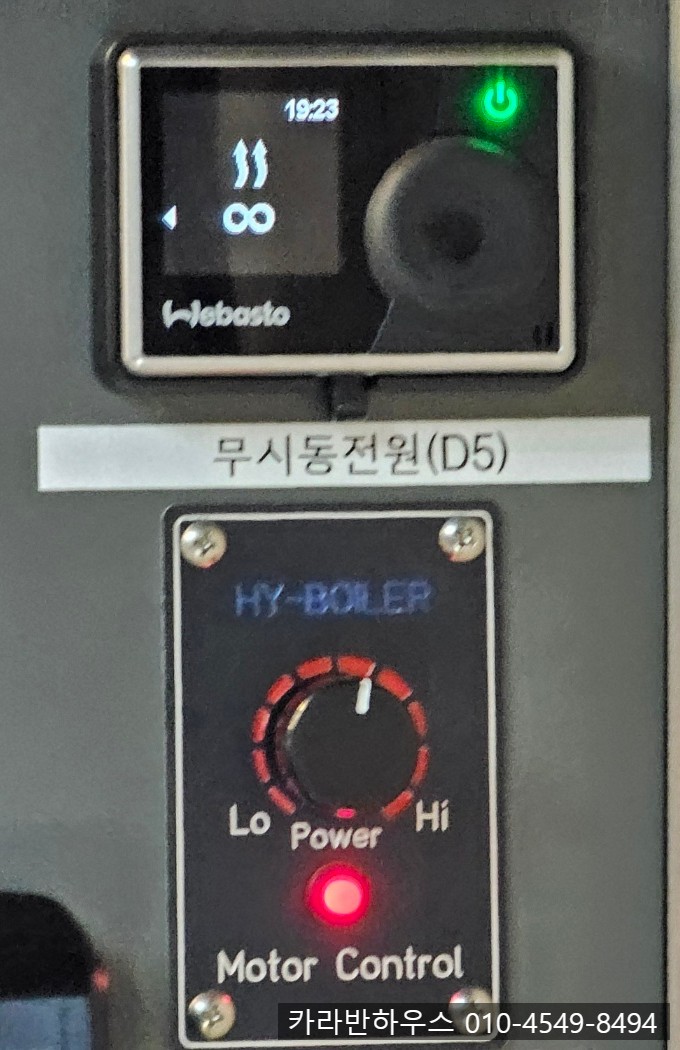 19:23
Webasto
무시동전원(D5)
HY-BOILER
Lo
Hi
Power
Motor Control
카라반하우스 010-4549-8494